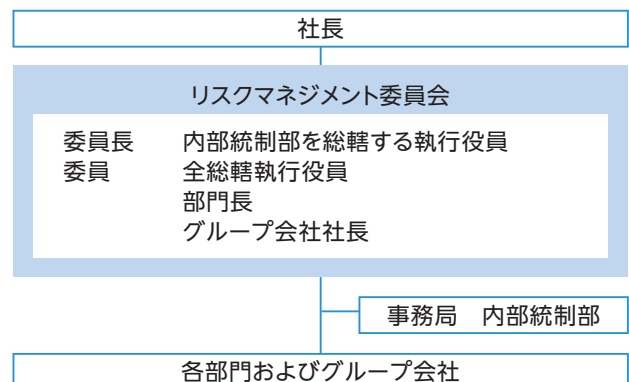 社長
リスクマネジメント委員会
委員長 内部統制部を総轄する執行役員
委員 全総轄執行役員
部門長
グループ会社社長
事務局 内部統制部
各部門およびグループ会社